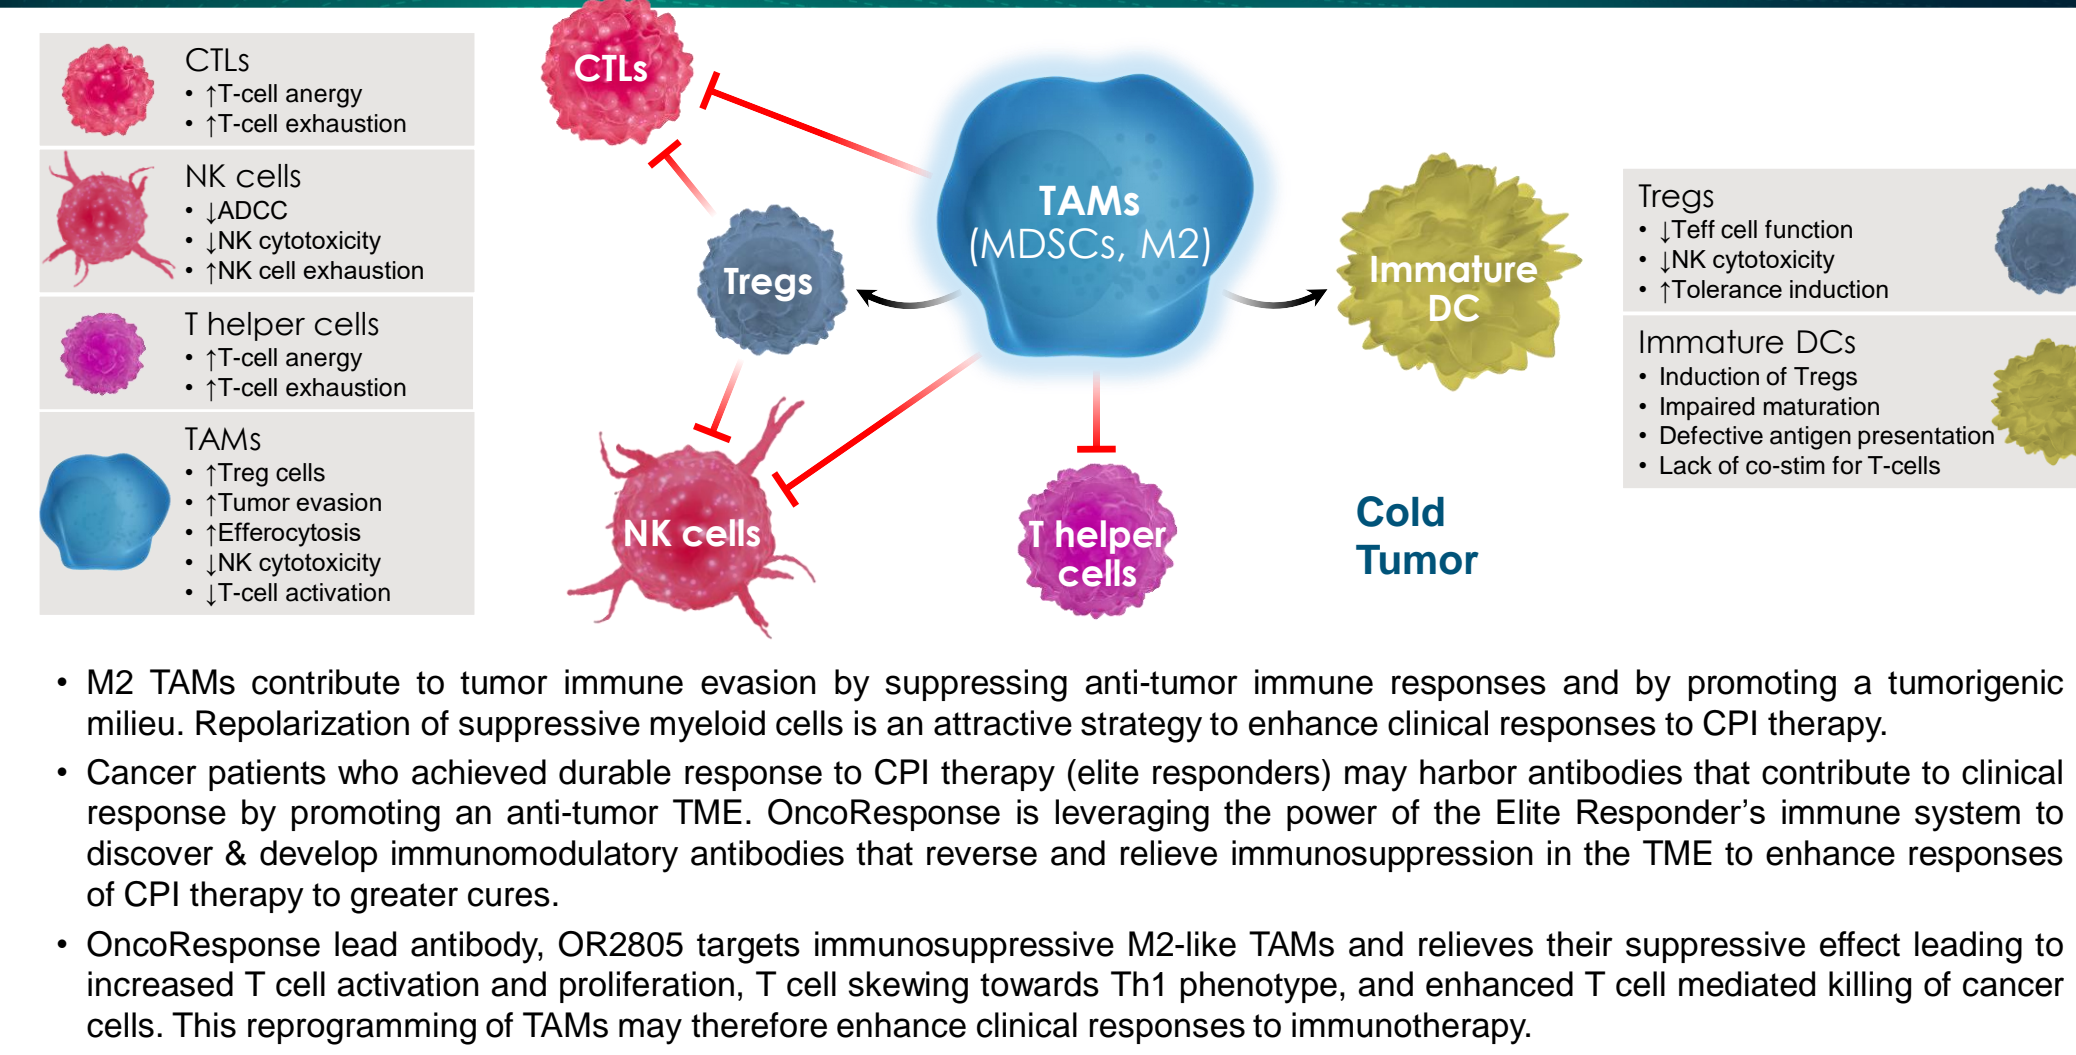 CTLs
• ↑T-cell anergy
• ↑T-cell exhaustion
NK cells
• ↓ADCC
• ↓NK cytotoxicity
• ↑NK cell exhaustion
T helper cells
• ↑T-cell anergy
• ↑T-cell exhaustion
TAMs
• ↑Treg cells
• ↑Tumor evasion
• ↑Efferocytosis
• ↓NK cytotoxicity
• ↓T-cell activation
CTLs
TAMs
(MDSCs, M2)
Tregs
Immature
DC
NK cells
T helper
cells
Cold
Tumor
Tregs
• ↓Teff cell function
• ↓NK cytotoxicity
• ↑Tolerance induction
Immature DCs
• Induction of Tregs
• Impaired maturation
• Defective antigen presentation
• Lack of co-stim for T-cells
• M2 TAMs contribute to tumor immune evasion by suppressing anti-tumor immune responses and by promoting a tumorigenic
milieu. Repolarization of suppressive myeloid cells is an attractive strategy to enhance clinical responses to CPI therapy.
• Cancer patients who achieved durable response to CPI therapy (elite responders) may harbor antibodies that contribute to clinical
response by promoting an anti-tumor TME. OncoResponse is leveraging the power of the Elite Responder’s immune system to
discover & develop immunomodulatory antibodies that reverse and relieve immunosuppression in the TME to enhance responses
of CPI therapy to greater cures.
• OncoResponse lead antibody, OR2805 targets immunosuppressive M2-like TAMs and relieves their suppressive effect leading to
increased T cell activation and proliferation, T cell skewing towards Th1 phenotype, and enhanced T cell mediated killing of cancer
cells. This reprogramming of TAMs may therefore enhance clinical responses to immunotherapy.